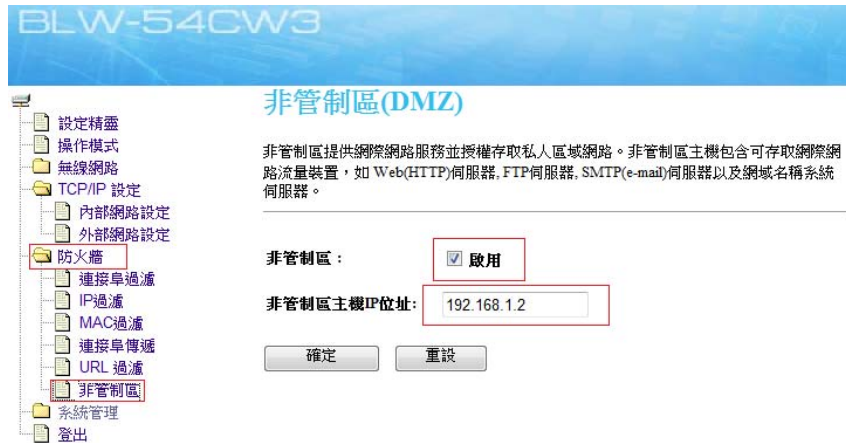 BLW-54CW3
設定精靈
操作模式
無線網路
TCP/IP 設定
內部網路設定
外部網路設定
防火牆
連接阜過濾
IP過濾
MAC過濾
連接阜傳遞
URL 過濾
非管制區
系統管理
登出
非管制區(DMZ)
非管制區提供網際網路服務並授權存取私人區域網路。非管制區主機包含可存取網際網
路流量裝置，如 Web(HTTP)伺服器, FTP伺服器, SMTP(e-mail)伺服器以及網域名稱系統
伺服器。
非管制區： 啟用
非管制區主機IP位址: 192.168.1.2
確定 重設